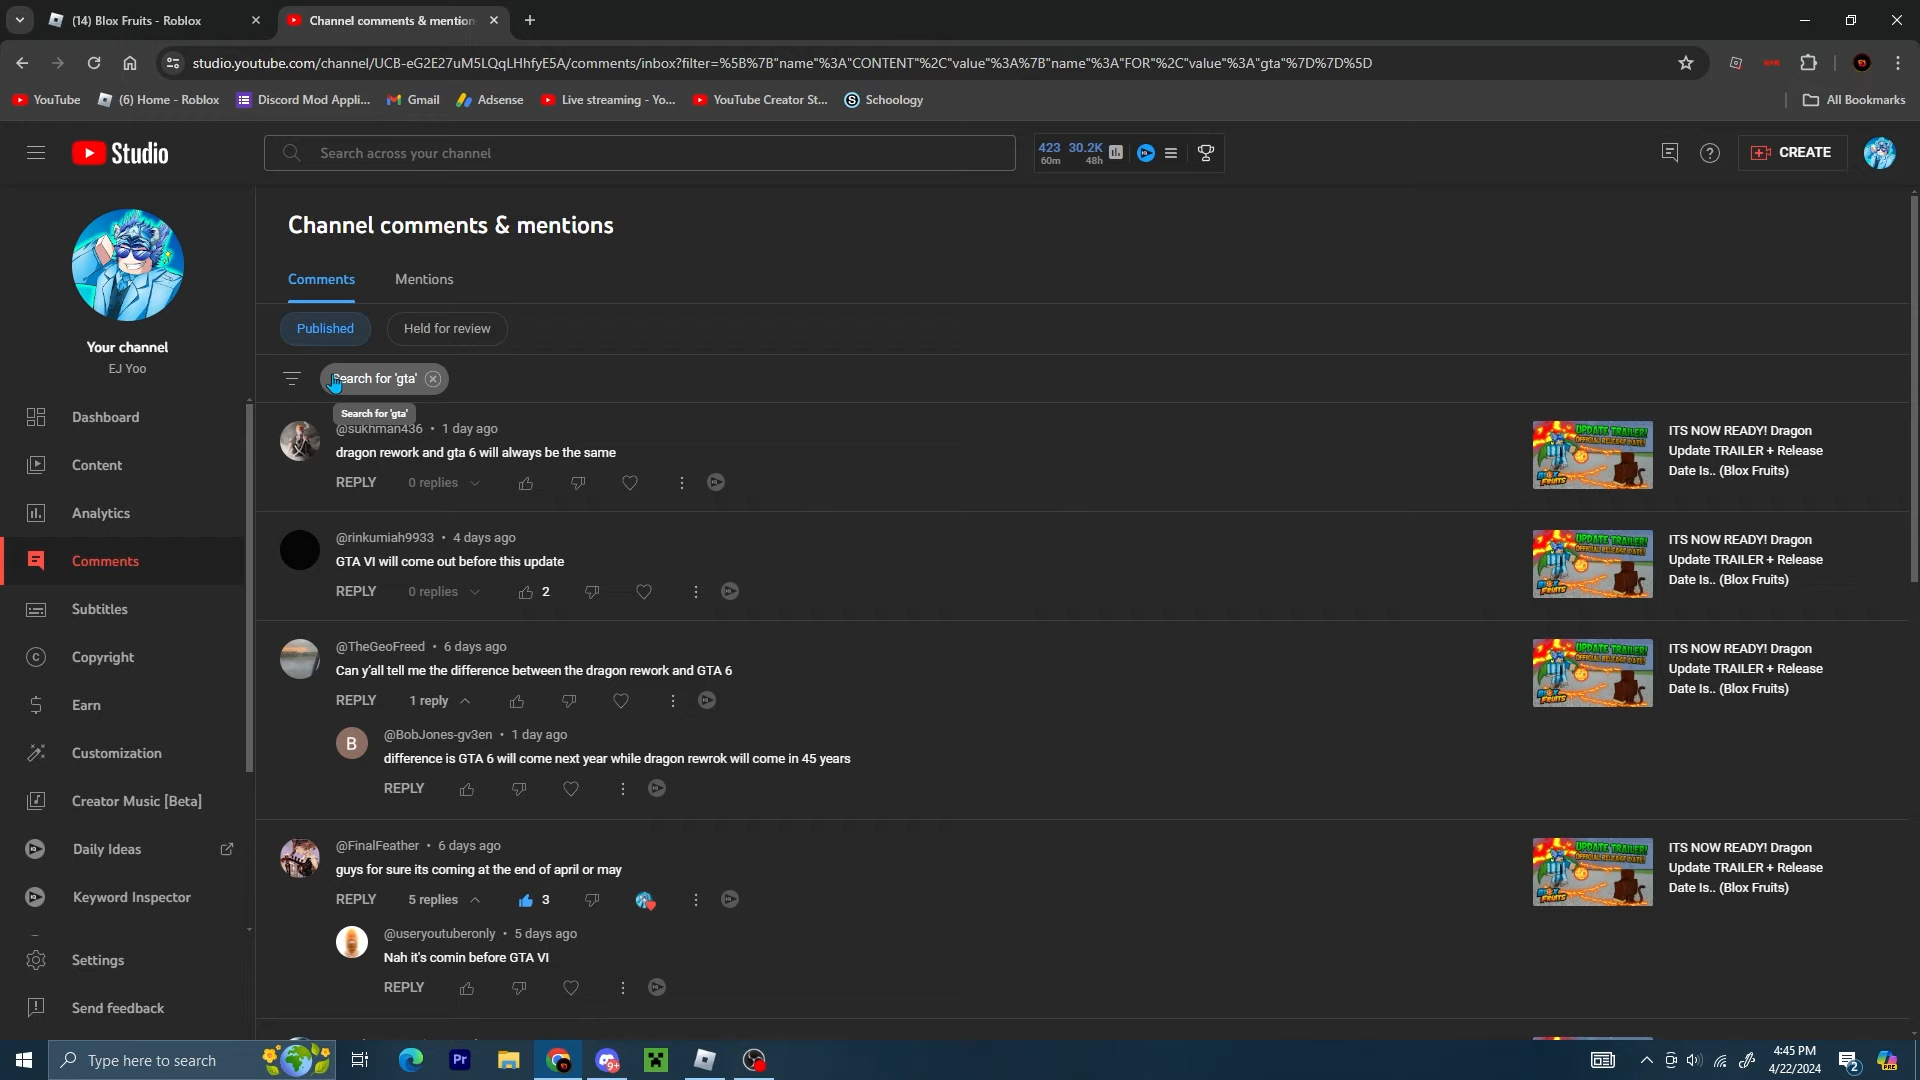 (14) Blox Fruits - Roblox
Channel comments & mention
studio.youtube.com/channel/UCB-eG2E27uM5LQqLHhfyE5A/comments/inbox?filter=%5B%7B"name"%3A"CONTENT"%2C"value"%3A%7B"name"%3A"FOR"%2C"value"%3A"gta"%7D%7D%5D
YouTube
(6) Home - Roblox
Discord Mod Appli...
Gmail
Adsense
Live streaming - Yo...
YouTube Creator St...
Schoology
All Bookmarks
Studio
Search across your channel
423 30.2K
60m 48h
CREATE
Your channel
EJ Yoo
Dashboard
Content
Analytics
Comments
Subtitles
Copyright
Earn
Customization
Creator Music [Beta]
Daily Ideas
Keyword Inspector
Settings
Send feedback
Channel comments & mentions
Comments
Mentions
Published
Held for review
Search for 'gta'
Search for 'gta'
@sukhman436 • 1 day ago
dragon rework and gta 6 will always be the same
REPLY 0 replies
ITS NOW READY! Dragon
Update TRAILER + Release
Date Is.. (Blox Fruits)
@rinkumiah9933 • 4 days ago
GTA VI will come out before this update
REPLY 0 replies 2
ITS NOW READY! Dragon
Update TRAILER + Release
Date Is.. (Blox Fruits)
@TheGeoFreed • 6 days ago
Can y'all tell me the difference between the dragon rework and GTA 6
REPLY 1 reply
ITS NOW READY! Dragon
Update TRAILER + Release
Date Is.. (Blox Fruits)
B
@BobJones-gv3en • 1 day ago
difference is GTA 6 will come next year while dragon rewrok will come in 45 years
REPLY
@FinalFeather • 6 days ago
guys for sure its coming at the end of april or may
REPLY 5 replies 3
ITS NOW READY! Dragon
Update TRAILER + Release
Date Is.. (Blox Fruits)
@useryoutuberonly • 5 days ago
Nah it's comin before GTA VI
REPLY
Type here to search
Pr
9+
4:45 PM
4/22/2024
2